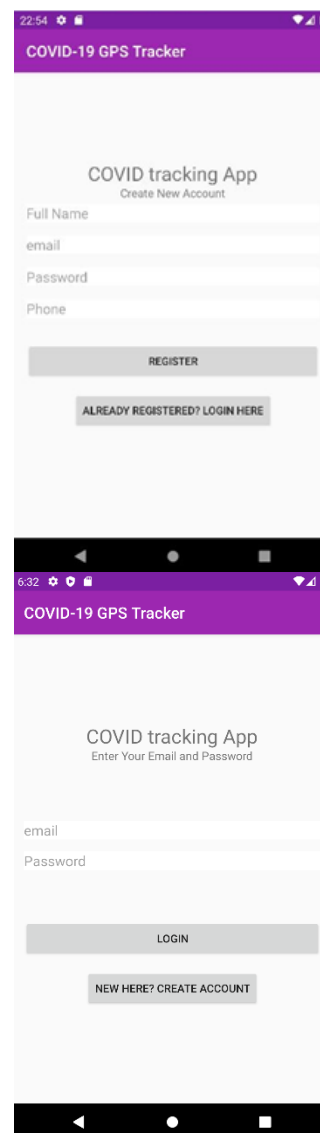 22:54
COVID-19 GPS Tracker
COVID tracking App
Create New Account
Full Name
email
Password
Phone
REGISTER
ALREADY REGISTERED? LOGIN HERE
6:32
COVID-19 GPS Tracker
COVID tracking App
Enter Your Email and Password
email
Password
LOGIN
NEW HERE? CREATE ACCOUNT